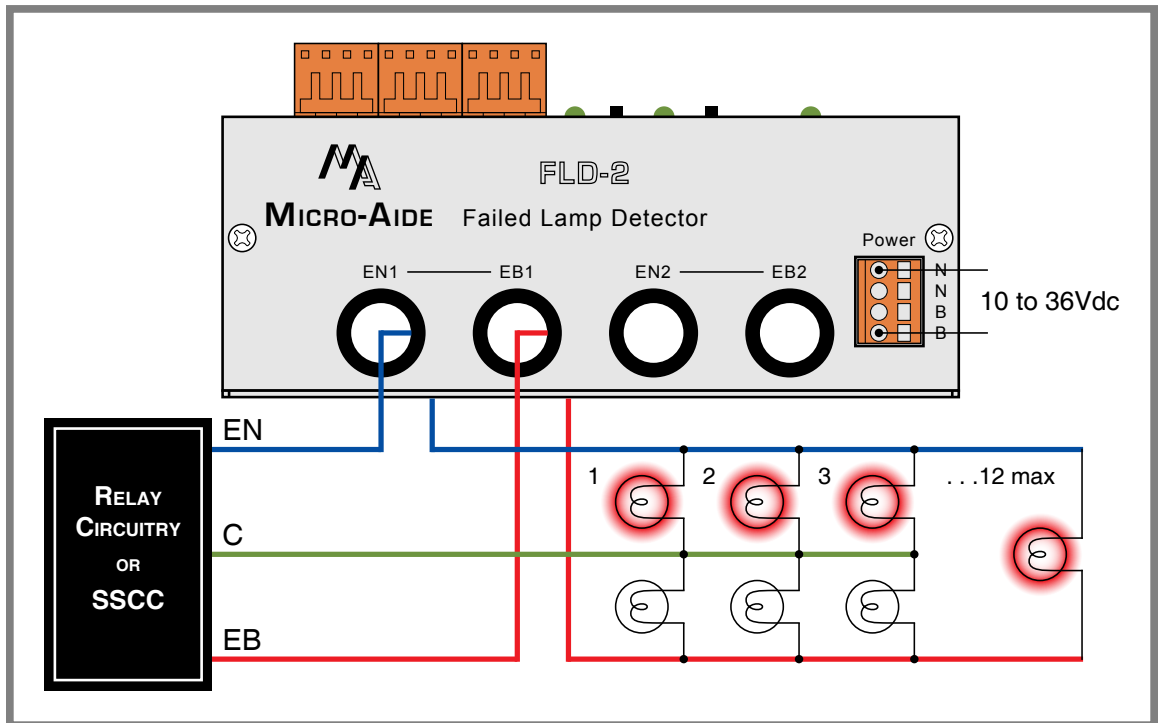 MA
FLD-2
MICRO-AIDE Failed Lamp Detector
Power
EN1 EB1 EN2 EB2
N
N
B
B
10 to 36Vdc
RELAY
CIRCUITRY
OR
SSCC
EN
C
EB
1 2 3 . . .12 max